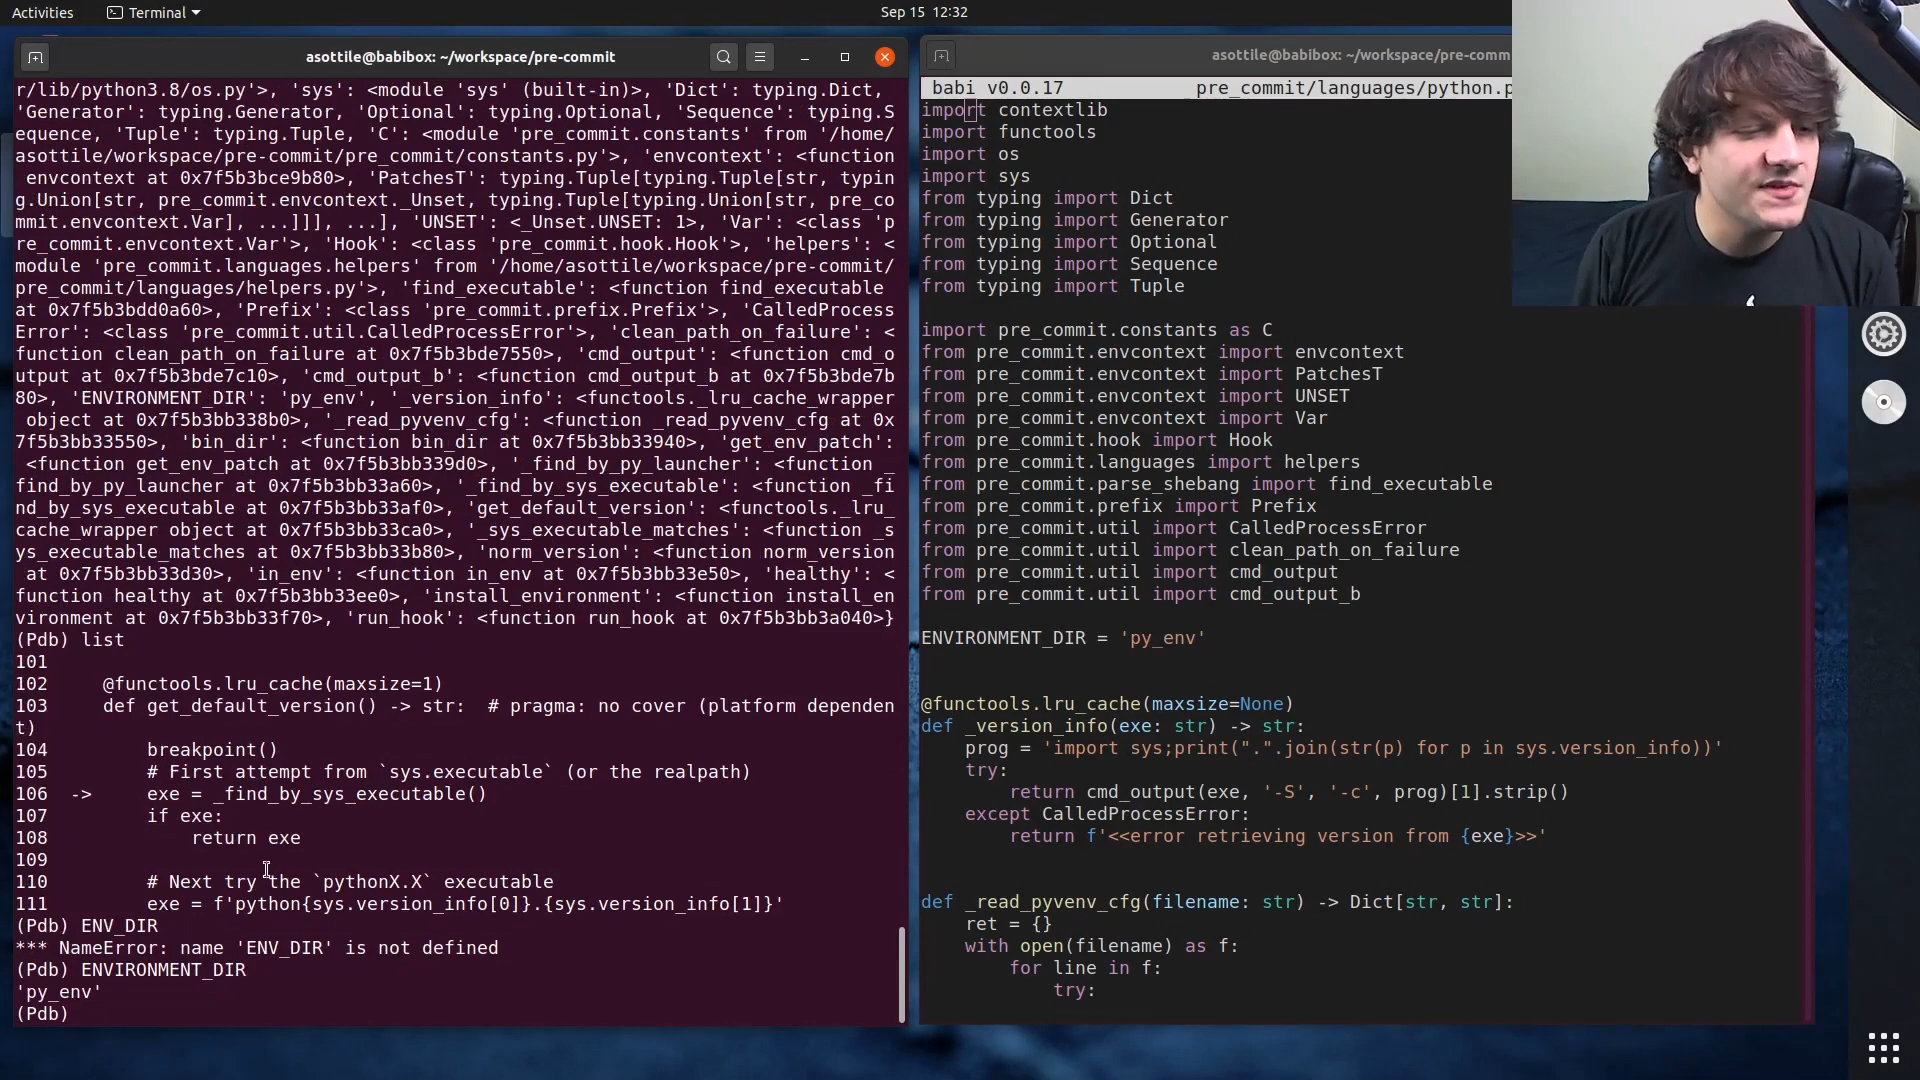 Activities
Terminal
Sep 15 12:32
asottile@babibox: ~/workspace/pre-commit
r/lib/python3.8/os.py'>, 'sys': <module 'sys' (built-in)>, 'Dict': typing.Dict,
'Generator': typing.Generator, 'Optional': typing.Optional, 'Sequence': typing.S
equence, 'Tuple': typing.Tuple, 'C': <module 'pre_commit.constants' from '/home/
asottile/workspace/pre-commit/pre_commit/constants.py'>, 'envcontext': <function
 envcontext at 0x7f5b3bce9b80>, 'PatchesT': typing.Tuple[typing.Tuple[str, typin
g.Union[str, pre_commit.envcontext._Unset, typing.Tuple[typing.Union[str, pre_co
mmit.envcontext.Var], ...]]], ...], 'UNSET': <_Unset.UNSET: 1>, 'Var': <class 'p
re_commit.envcontext.Var'>, 'Hook': <class 'pre_commit.hook.Hook'>, 'helpers': <
module 'pre_commit.languages.helpers' from '/home/asottile/workspace/pre-commit/
pre_commit/languages/helpers.py'>, 'find_executable': <function find_executable
at 0x7f5b3bdd0a60>, 'Prefix': <class 'pre_commit.prefix.Prefix'>, 'CalledProcess
Error': <class 'pre_commit.util.CalledProcessError'>, 'clean_path_on_failure': <
function clean_path_on_failure at 0x7f5b3bde7550>, 'cmd_output': <function cmd_o
utput at 0x7f5b3bde7c10>, 'cmd_output_b': <function cmd_output_b at 0x7f5b3bde7b
80>, 'ENVIRONMENT_DIR': 'py_env', '_version_info': <functools._lru_cache_wrapper
 object at 0x7f5b3bb338b0>, '_read_pyvenv_cfg': <function _read_pyvenv_cfg at 0x
7f5b3bb33550>, 'bin_dir': <function bin_dir at 0x7f5b3bb33940>, 'get_env_patch':
 <function get_env_patch at 0x7f5b3bb339d0>, '_find_by_py_launcher': <function _
find_by_py_launcher at 0x7f5b3bb33a60>, '_find_by_sys_executable': <function _fi
nd_by_sys_executable at 0x7f5b3bb33af0>, 'get_default_version': <functools._lru_
cache_wrapper object at 0x7f5b3bb33ca0>, '_sys_executable_matches': <function _s
ys_executable_matches at 0x7f5b3bb33b80>, 'norm_version': <function norm_version
 at 0x7f5b3bb33d30>, 'in_env': <function in_env at 0x7f5b3bb33e50>, 'healthy': <
function healthy at 0x7f5b3bb33ee0>, 'install_environment': <function install_en
vironment at 0x7f5b3bb33f70>, 'run_hook': <function run_hook at 0x7f5b3bb3a040>}
(Pdb) list
101
102     @functools.lru_cache(maxsize=1)
103     def get_default_version() -> str:  # pragma: no cover (platform dependen
t)
104         breakpoint()
105         # First attempt from `sys.executable` (or the realpath)
106  ->     exe = _find_by_sys_executable()
107         if exe:
108             return exe
109
110         # Next try the `pythonX.X` executable
111         exe = f'python{sys.version_info[0]}.{sys.version_info[1]}'
(Pdb) ENV_DIR
*** NameError: name 'ENV_DIR' is not defined
(Pdb) ENVIRONMENT_DIR
'py_env'
(Pdb)
asottile@babibox: ~/workspace/pre-comm
babi v0.0.17            pre_commit/languages/python.p
import contextlib
import functools
import os
import sys
from typing import Dict
from typing import Generator
from typing import Optional
from typing import Sequence
from typing import Tuple
import pre_commit.constants as C
from pre_commit.envcontext import envcontext
from pre_commit.envcontext import PatchesT
from pre_commit.envcontext import UNSET
from pre_commit.envcontext import Var
from pre_commit.hook import Hook
from pre_commit.languages import helpers
from pre_commit.parse_shebang import find_executable
from pre_commit.prefix import Prefix
from pre_commit.util import CalledProcessError
from pre_commit.util import clean_path_on_failure
from pre_commit.util import cmd_output
from pre_commit.util import cmd_output_b
ENVIRONMENT_DIR = 'py_env'
@functools.lru_cache(maxsize=None)
def _version_info(exe: str) -> str:
    prog = 'import sys;print(".".join(str(p) for p in sys.version_info))'
    try:
        return cmd_output(exe, '-S', '-c', prog)[1].strip()
    except CalledProcessError:
        return f'<<error retrieving version from {exe}>>'
def _read_pyvenv_cfg(filename: str) -> Dict[str, str]:
    ret = {}
    with open(filename) as f:
        for line in f:
            try: